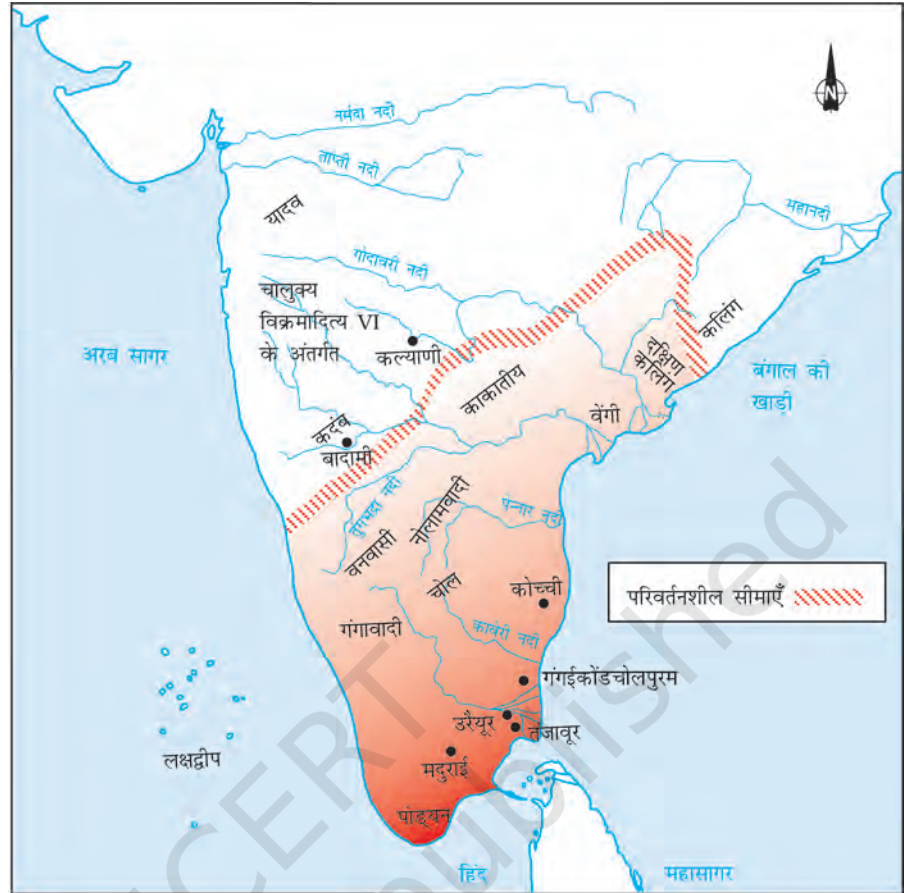 नर्मदा नदी
ताप्ती नदी
यादव
महानदी
गोदावरी नदी
चालुक्य
विक्रमादित्य VI
के अंतर्गत
कल्याणी
अरब सागर
काकातीय
दक्षिण
कलिंग
कलिंग
बंगाल की
खाड़ी
वेंगी
कदंब
बादामी
तुंगभद्रा नदी
नोलामवादी
पन्नार नदी
वनवासी
चोल
कोच्ची
परिवर्तनशील सीमाएँ
गंगावादी
कावेरी नदी
गंगईकोंडचोलपुरम
उरैयूर
तंजावूर
लक्षद्वीप
मदुराई
पांड्यन
हिंद
महासागर
N